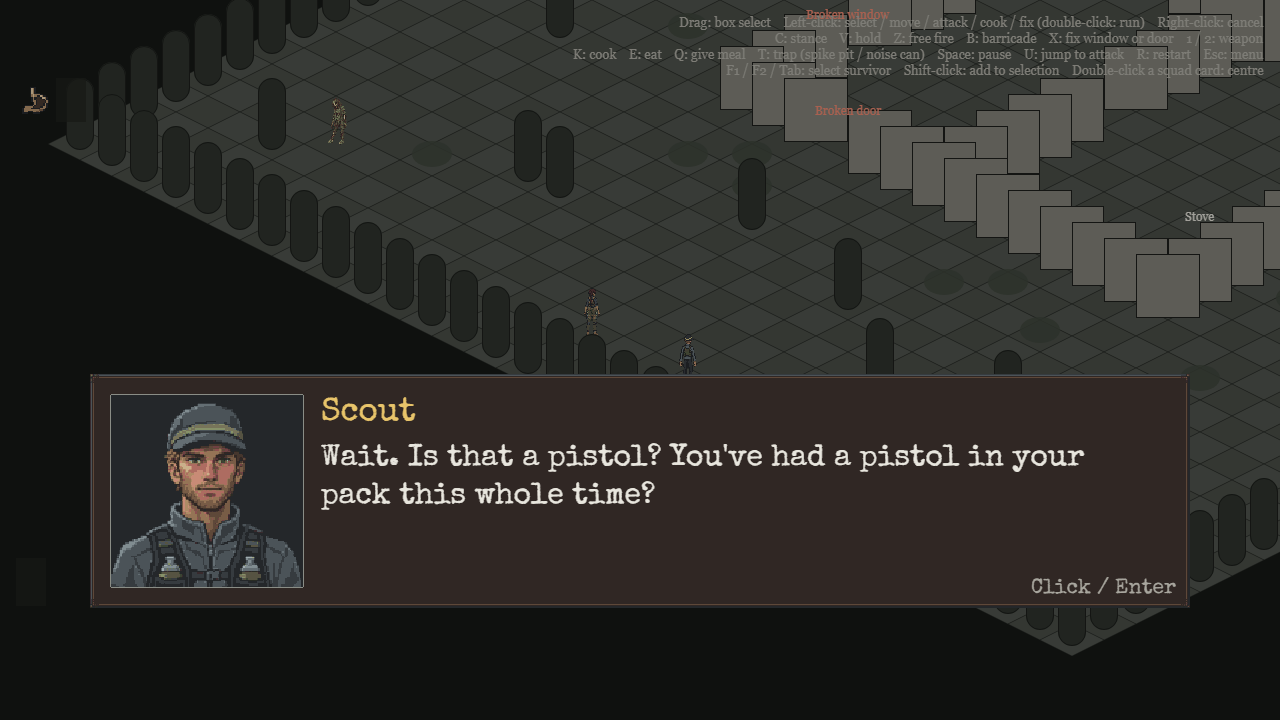 Broken window
Drag: box select Left-click: select / move / attack / cook / fix (double-click: run) Right-click: cancel
C: stance V: hold Z: free fire B: barricade X: fix window or door 1 / 2: weapon
K: cook E: eat Q: give meal T: trap (spike pit / noise can) Space: pause U: jump to attack R: restart Esc: menu
F1 / F2 / Tab: select survivor Shift-click: add to selection Double-click a squad card: centre
Broken door
Stove
Scout
Wait. Is that a pistol? You've had a pistol in your
pack this whole time?
Click / Enter